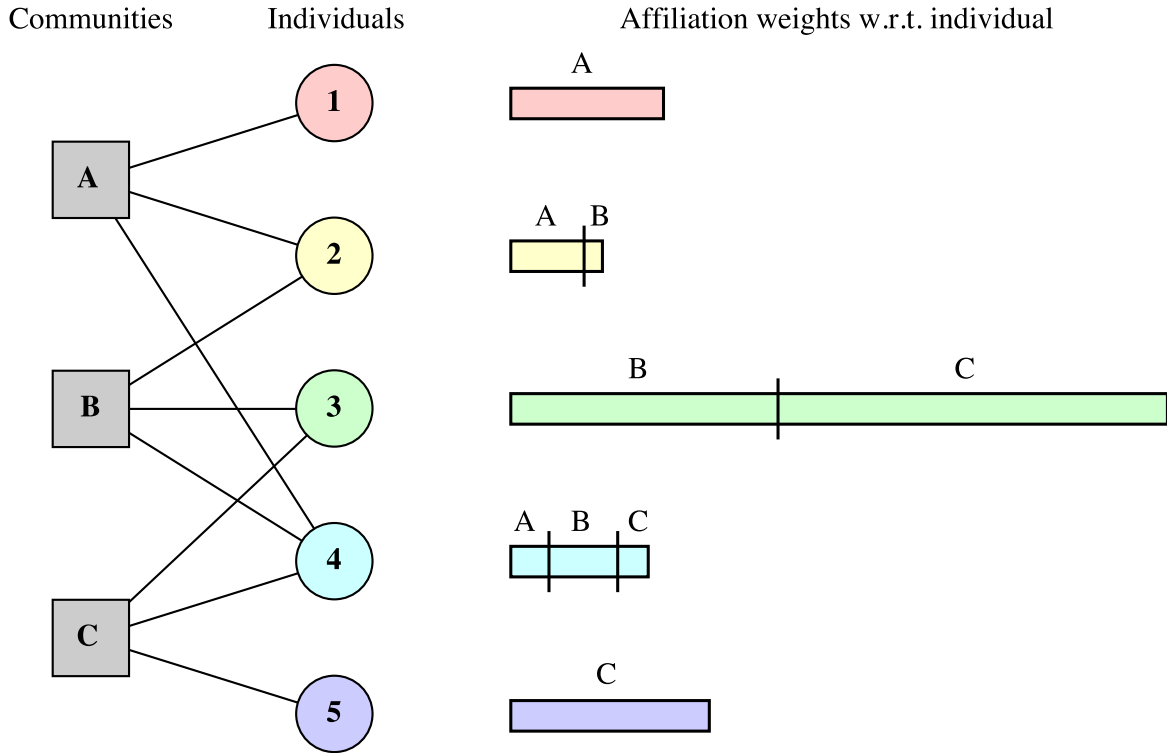 Communities Individuals Affiliation weights w.r.t. individual
A
1
A
A B
2
B C
B 3
A B C
4
C
C
5